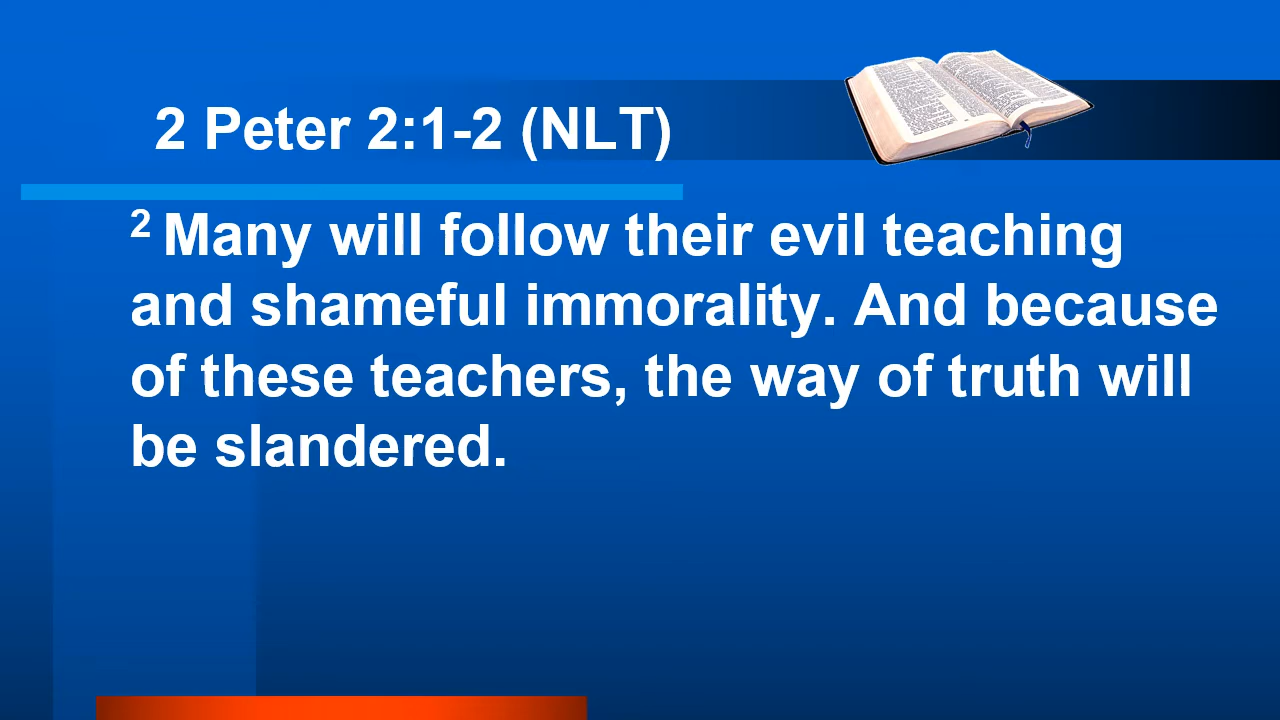 2 Peter 2:1-2 (NLT)
2 Many will follow their evil teaching
and shameful immorality. And because
of these teachers, the way of truth will
be slandered.